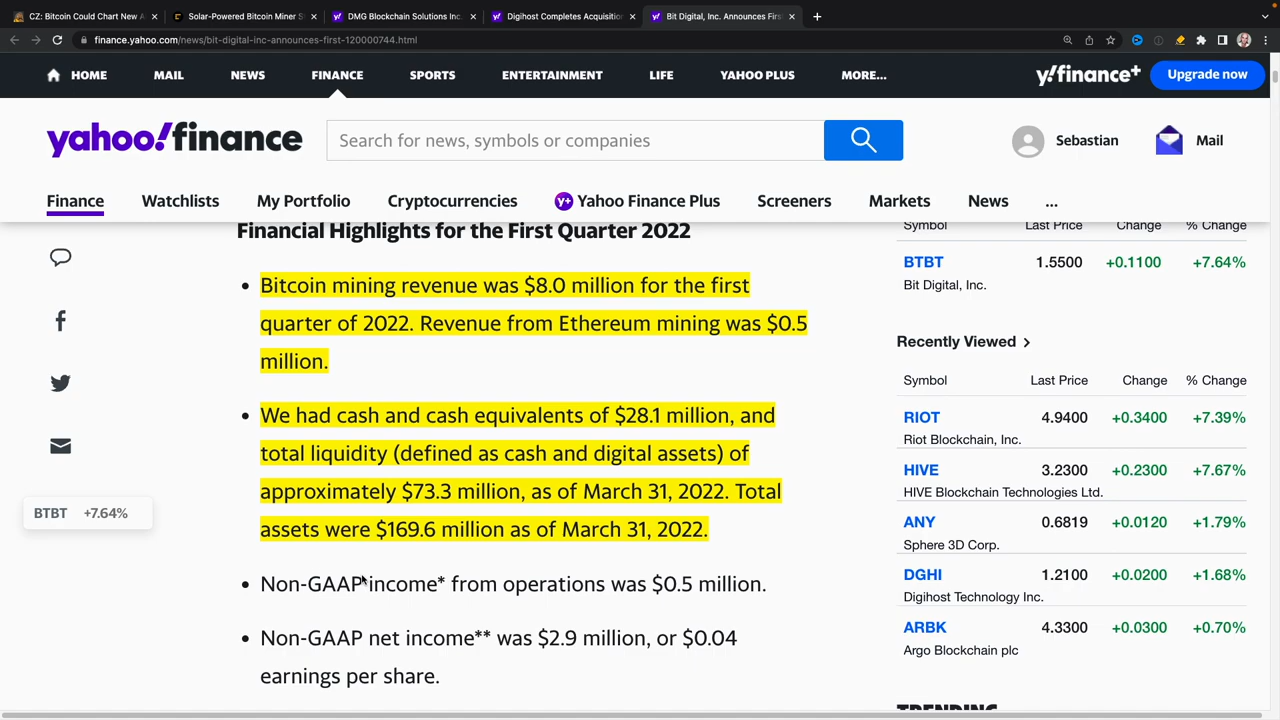 CZ: Bitcoin Could Chart New A
Solar-Powered Bitcoin Miner S
DMG Blockchain Solutions Inc.
Digihost Completes Acquisition
Bit Digital, Inc. Announces Firs
finance.yahoo.com/news/bit-digital-inc-announces-first-120000744.html
HOME MAIL NEWS FINANCE SPORTS ENTERTAINMENT LIFE YAHOO PLUS MORE...
y!finance+
Upgrade now
yahoo!finance
Search for news, symbols or companies
Sebastian
Mail
Finance Watchlists My Portfolio Cryptocurrencies Y+ Yahoo Finance Plus Screeners Markets News ...
Financial Highlights for the First Quarter 2022
• Bitcoin mining revenue was $8.0 million for the first
quarter of 2022. Revenue from Ethereum mining was $0.5
million.
• We had cash and cash equivalents of $28.1 million, and
total liquidity (defined as cash and digital assets) of
approximately $73.3 million, as of March 31, 2022. Total
assets were $169.6 million as of March 31, 2022.
• Non-GAAP income* from operations was $0.5 million.
• Non-GAAP net income** was $2.9 million, or $0.04
earnings per share.
BTBT +7.64%
Symbol Last Price Change % Change
BTBT 1.5500 +0.1100 +7.64%
Bit Digital, Inc.
Recently Viewed
Symbol Last Price Change % Change
RIOT 4.9400 +0.3400 +7.39%
Riot Blockchain, Inc.
HIVE 3.2300 +0.2300 +7.67%
HIVE Blockchain Technologies Ltd.
ANY 0.6819 +0.0120 +1.79%
Sphere 3D Corp.
DGHI 1.2100 +0.0200 +1.68%
Digihost Technology Inc.
ARBK 4.3300 +0.0300 +0.70%
Argo Blockchain plc
TRENDING